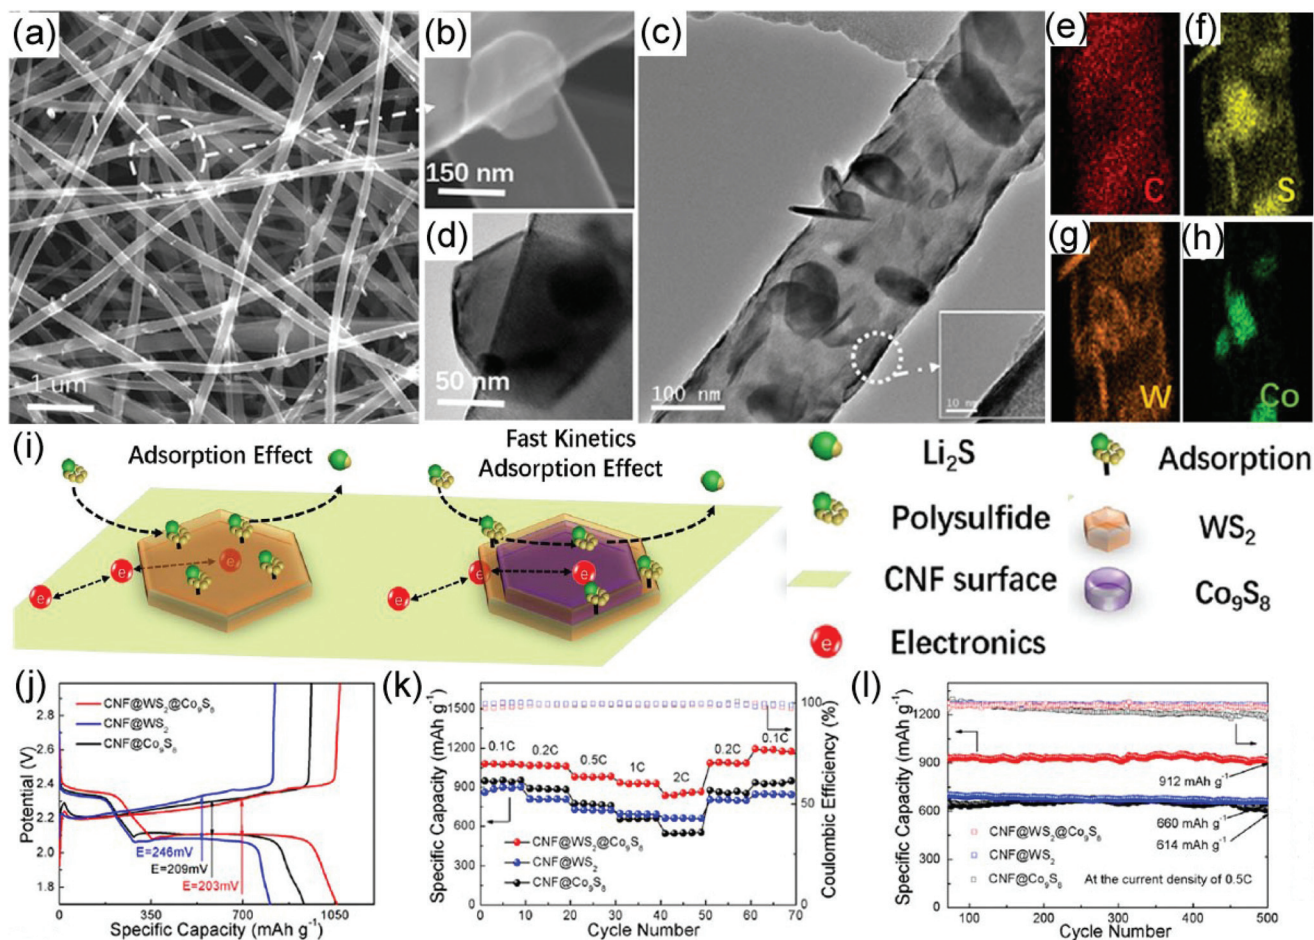 (a)
1 um
(b)
150 nm
(c)
100 nm
10 nm
(d)
50 nm
(e)
C
(f)
S
(g)
W
(h)
Co
(i)
Adsorption Effect
Fast Kinetics
Adsorption Effect
e
e
e
e
e
e
Li₂S
Polysulfide
CNF surface
e
Electronics
Adsorption
WS₂
Co₉S₈
(j)
CNF@WS₂@Co₉S₈
CNF@WS₂
CNF@Co₉S₈
E=246mV
E=209mV
E=203mV
2.8
2.6
2.4
2.2
2.0
1.8
Potential (V)
0 350 700 1050
Specific Capacity (mAh g⁻¹)
(k)
1500
1200
900
600
300
0
Specific Capacity (mAh g⁻¹)
0.1C 0.2C 0.5C 1C 2C 0.2C 0.1C
CNF@WS₂@Co₉S₈
CNF@WS₂
CNF@Co₉S₈
100
50
0
Coulombic Efficiency (%)
0 10 20 30 40 50 60 70
Cycle Number
(l)
1200
900
600
300
0
Specific Capacity (mAh g⁻¹)
912 mAh g⁻¹
660 mAh g⁻¹
614 mAh g⁻¹
CNF@WS₂@Co₉S₈
CNF@WS₂
CNF@Co₉S₈
At the current density of 0.5C
100 200 300 400 500
Cycle Number